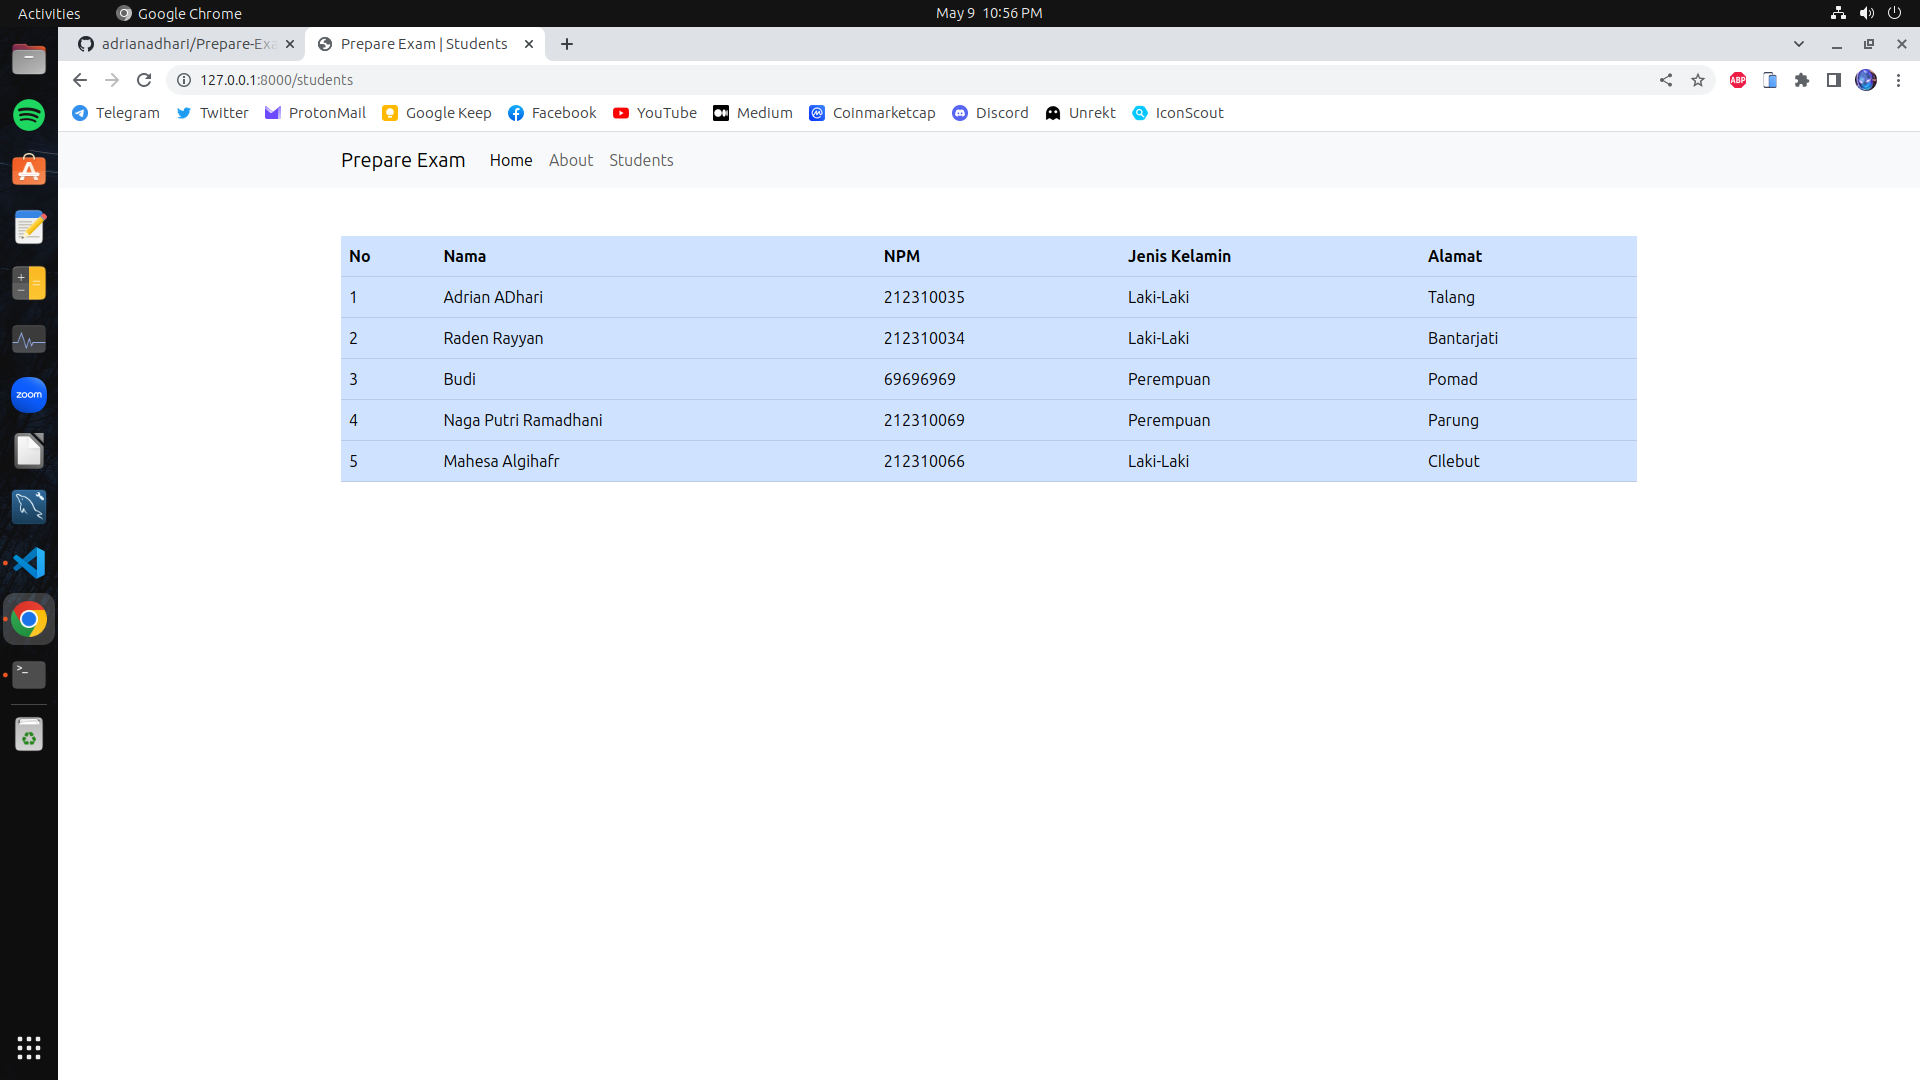 Activities Google Chrome May 9 10:56 PM
adrianadhari/Prepare-Exa Prepare Exam | Students
127.0.0.1:8000/students ABP
Telegram Twitter ProtonMail Google Keep Facebook YouTube Medium Coinmarketcap Discord Unrekt IconScout
Prepare Exam Home About Students
No Nama NPM Jenis Kelamin Alamat
1 Adrian ADhari 212310035 Laki-Laki Talang
2 Raden Rayyan 212310034 Laki-Laki Bantarjati
3 Budi 69696969 Perempuan Pomad
4 Naga Putri Ramadhani 212310069 Perempuan Parung
5 Mahesa Algihafr 212310066 Laki-Laki CIlebut
zoom